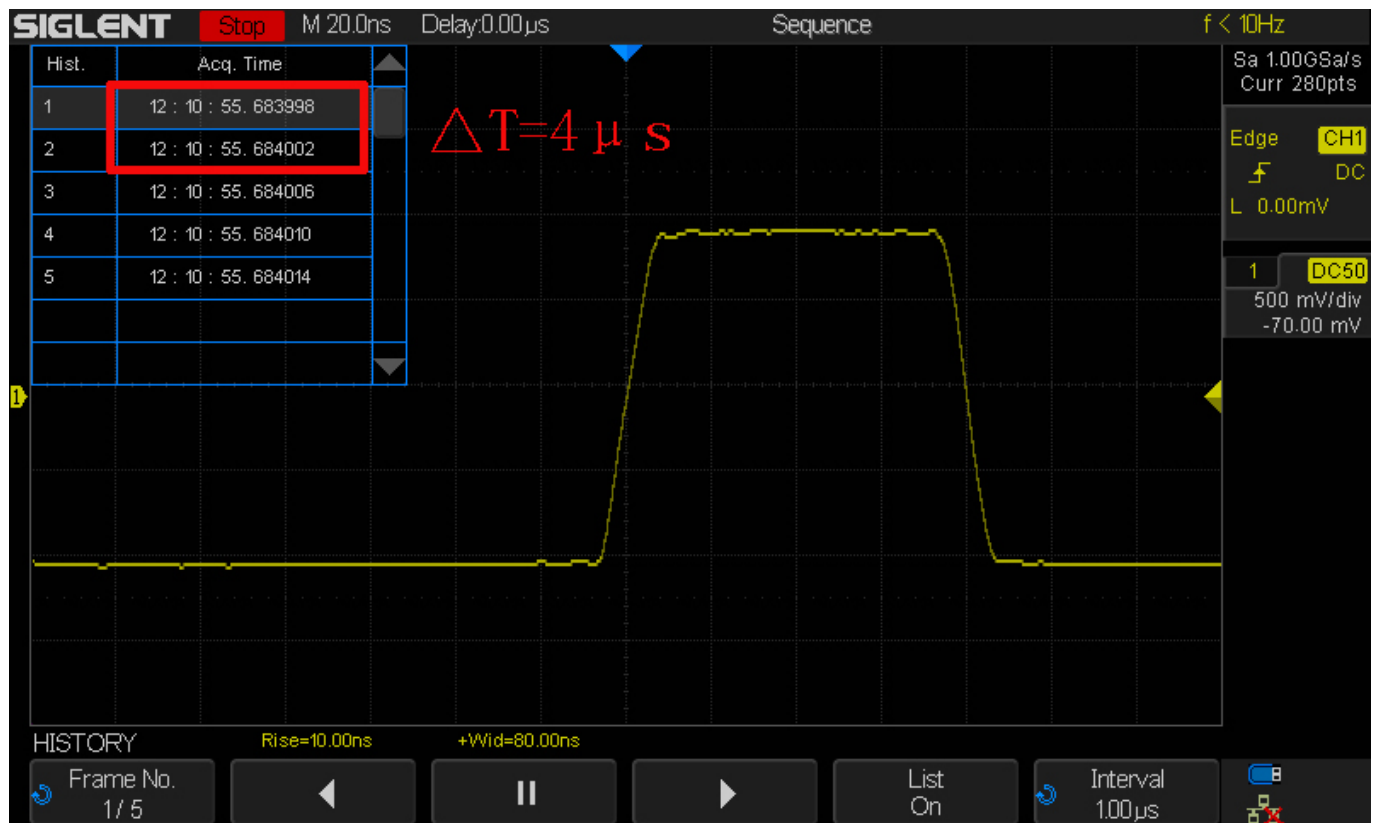 SIGLENT Stop M 20.0ns Delay:0.00µs Sequence f < 10Hz
Sa 1.00GSa/s
Curr 280pts
Hist. Acq. Time
1 12 : 10 : 55. 683998
2 12 : 10 : 55. 684002
3 12 : 10 : 55. 684006
4 12 : 10 : 55. 684010
5 12 : 10 : 55. 684014
△T=4 μ s
Edge CH1
DC
L 0.00mV
1 DC50
500 mV/div
-70.00 mV
1
HISTORY Rise=10.00ns +Wid=80.00ns
Frame No.
1/ 5
List
On
Interval
1.00µs